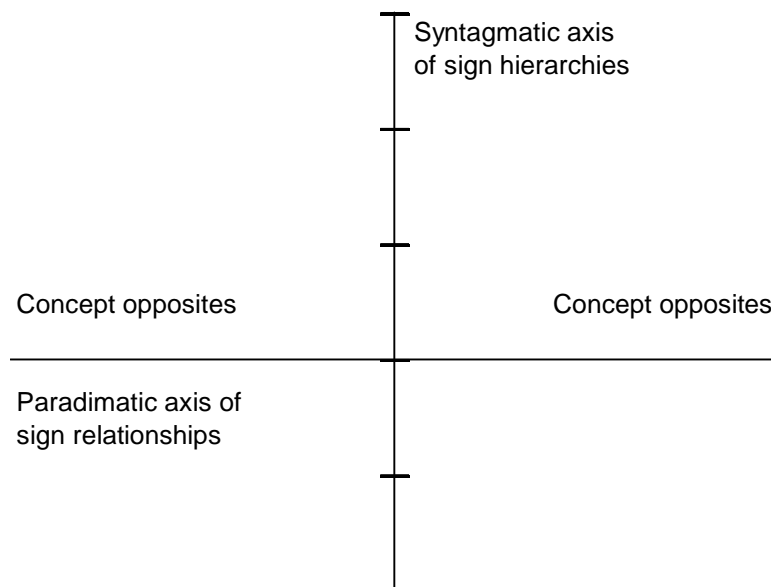 Syntagmatic axis
of sign hierarchies
Concept opposites
Concept opposites
Paradimatic axis of
sign relationships